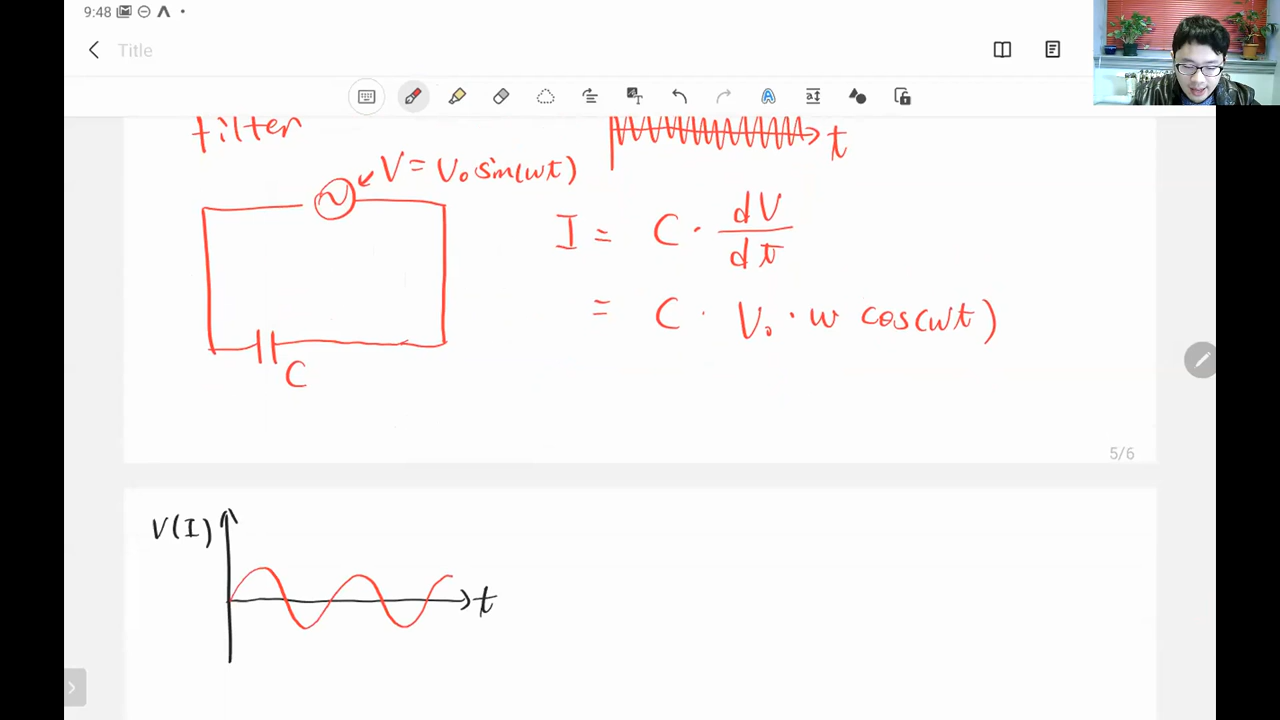 9:48
Title
filter
t
V = V₀ sin(wt)
I = C · dV/dt
= C · V₀ · w cos(wt)
C
5/6
V(I)
t